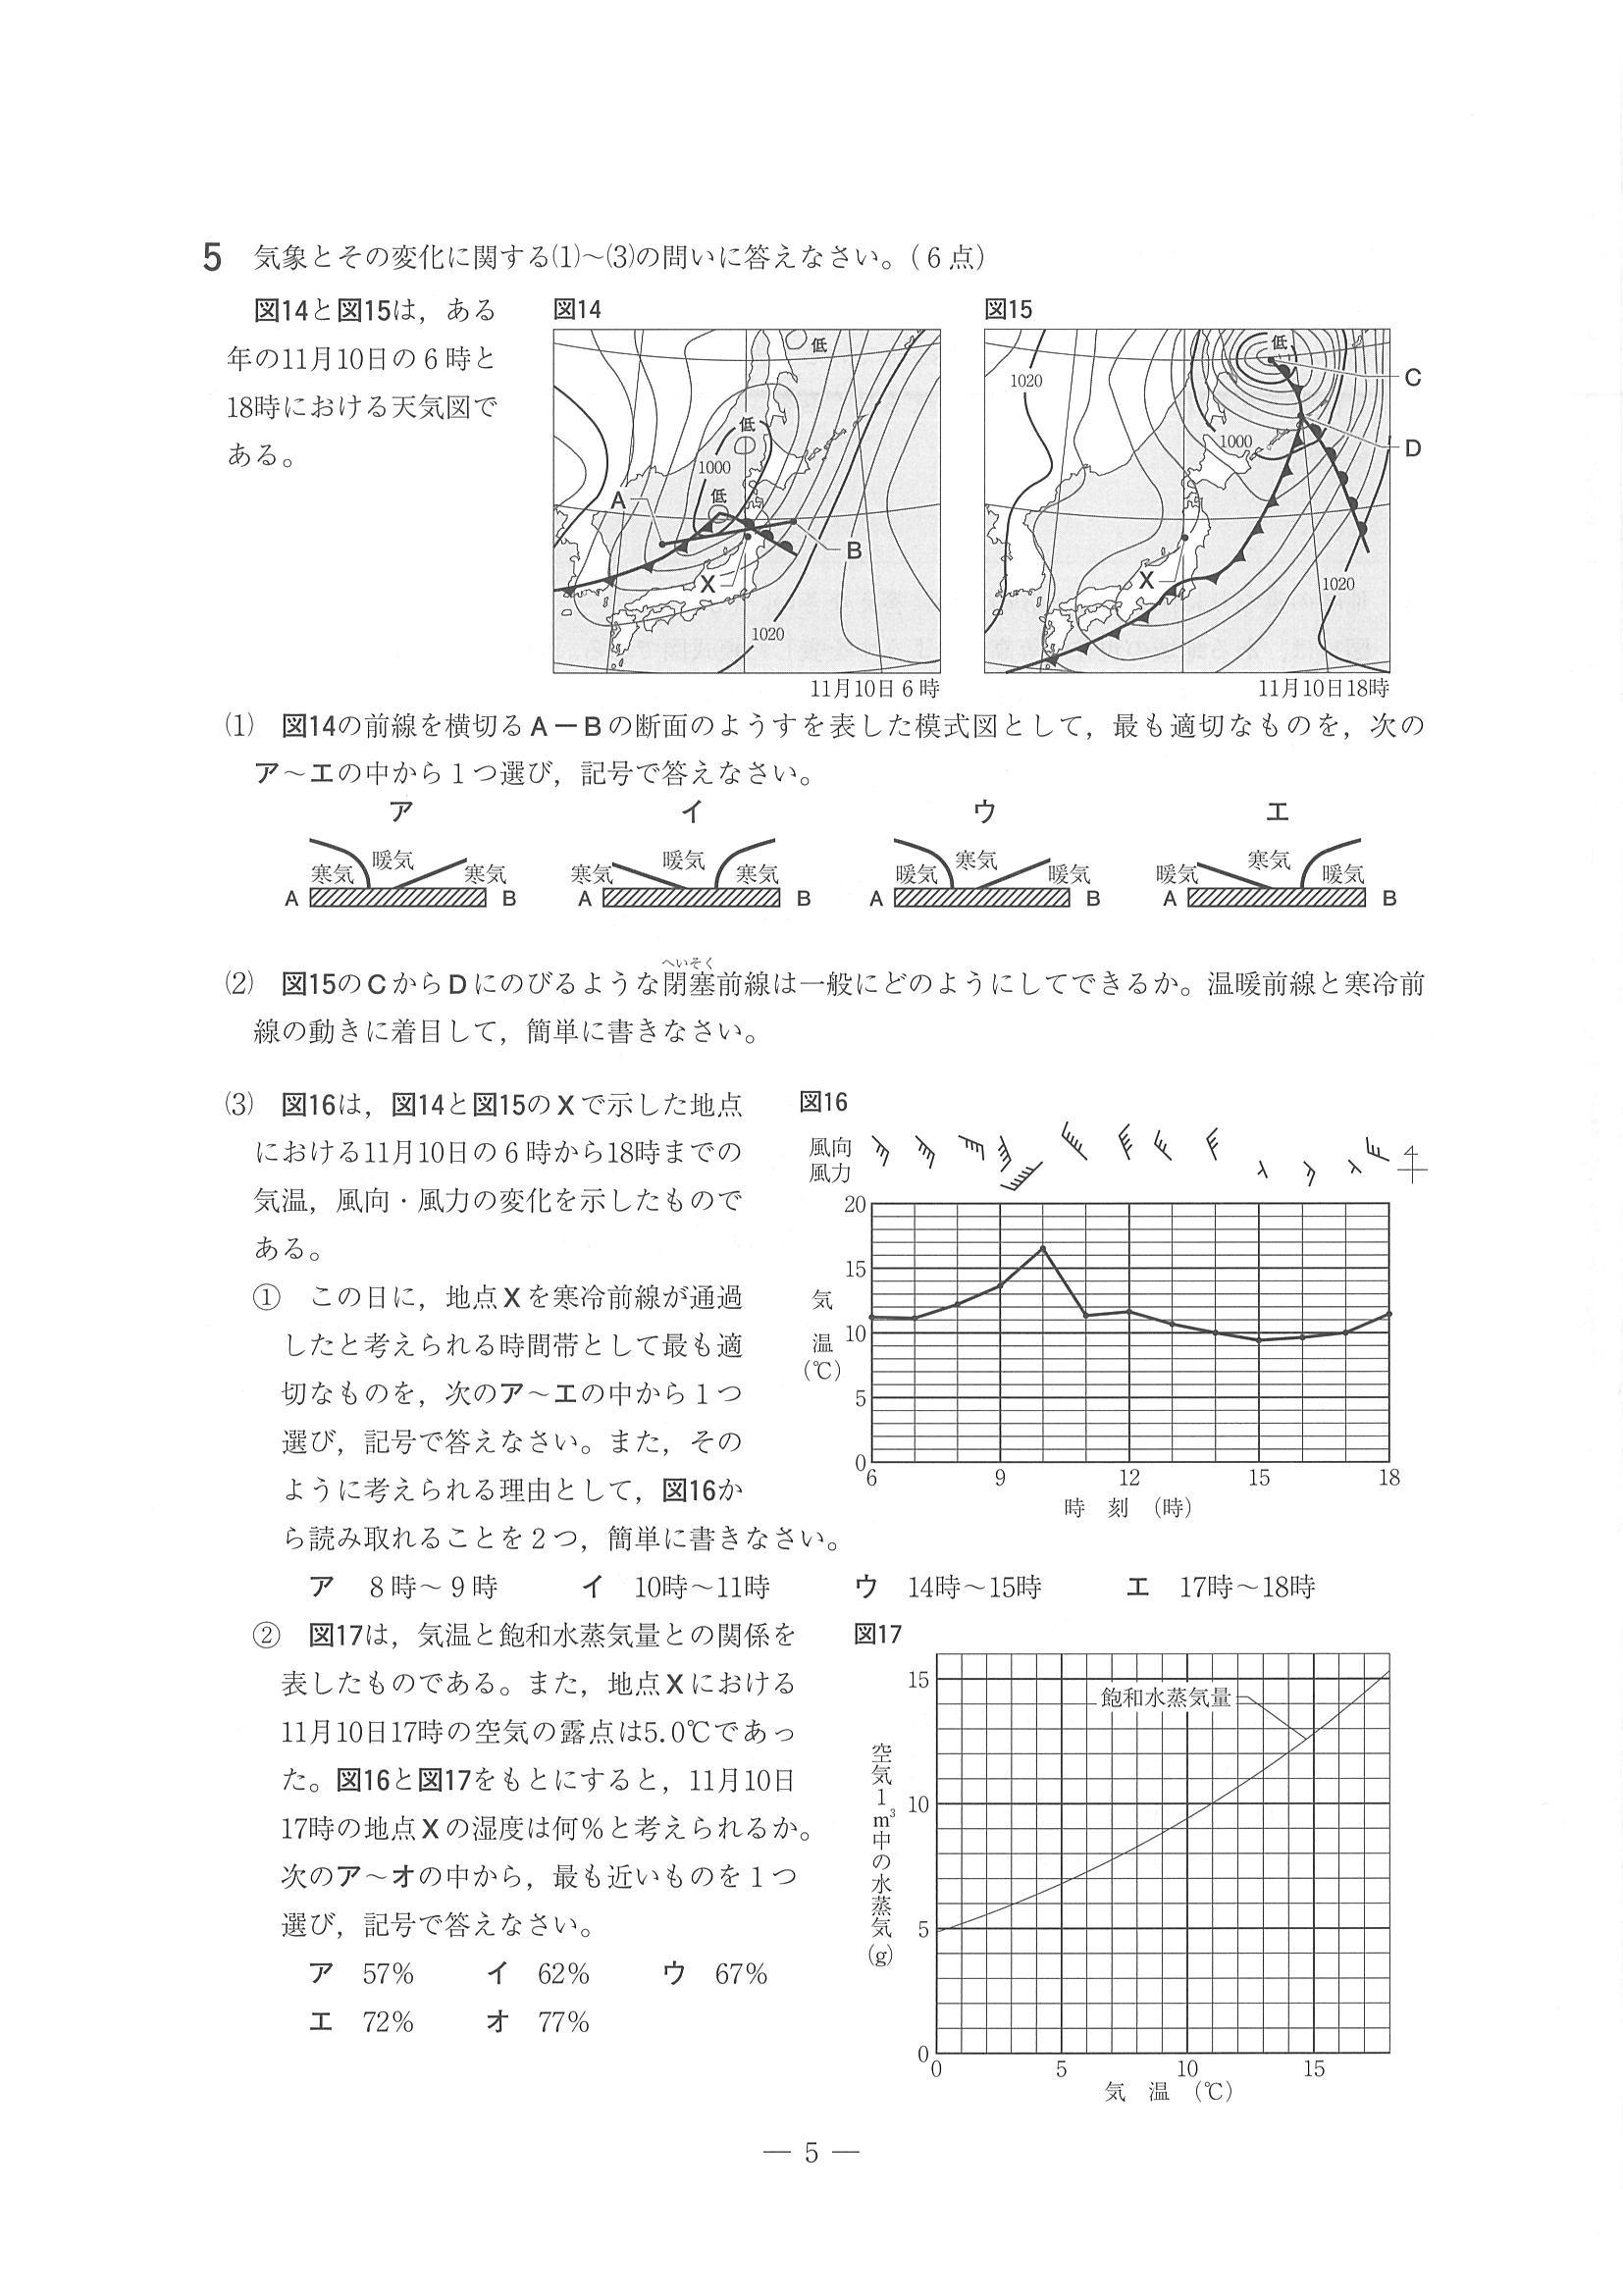 5 気象とその変化に関する⑴～⑶の問いに答えなさい。(６点)
図14と図15は，ある
年の11月10日の６時と
18時における天気図で
ある。
図14
低
低
1000
低
A
B
X
1020
11月10日６時
図15
低
1020
C
1000
D
X
1020
11月10日18時
⑴ 図14の前線を横切るA－Bの断面のようすを表した模式図として，最も適切なものを，次の
ア～エの中から１つ選び，記号で答えなさい。
ア イ ウ エ
寒気 暖気 寒気 A B
寒気 暖気 寒気 A B
暖気 寒気 暖気 A B
暖気 寒気 暖気 A B
へいそく
⑵ 図15のCからDにのびるような閉塞前線は一般にどのようにしてできるか。温暖前線と寒冷前
線の動きに着目して，簡単に書きなさい。
⑶ 図16は，図14と図15のXで示した地点
における11月10日の６時から18時までの
気温，風向・風力の変化を示したもので
ある。
図16
風向
風力
20
15
10
5
0
気温(℃)
6 9 12 15 18
時刻 (時)
① この日に，地点Xを寒冷前線が通過
したと考えられる時間帯として最も適
切なものを，次のア～エの中から１つ
選び，記号で答えなさい。また，その
ように考えられる理由として，図16か
ら読み取れることを２つ，簡単に書きなさい。
ア ８時～９時 イ 10時～11時 ウ 14時～15時 エ 17時～18時
② 図17は，気温と飽和水蒸気量との関係を
表したものである。また，地点Xにおける
11月10日17時の空気の露点は5.0℃であっ
た。図16と図17をもとにすると，11月10日
17時の地点Xの湿度は何％と考えられるか。
次のア～オの中から，最も近いものを１つ
選び，記号で答えなさい。
ア 57％ イ 62％ ウ 67％
エ 72％ オ 77％
図17
飽和水蒸気量
15
10
5
0
空気１m³中の水蒸気(g)
0 5 10 15
気温 (℃)
― 5 ―